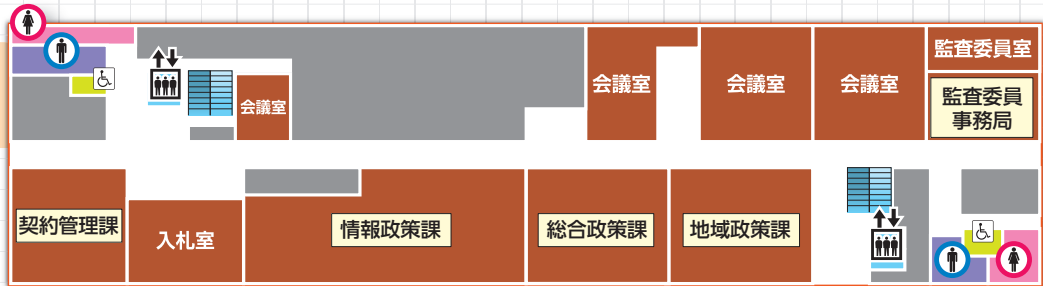 監査委員室
会議室
会議室
会議室
会議室
監査委員
事務局
契約管理課
入札室
情報政策課
総合政策課
地域政策課